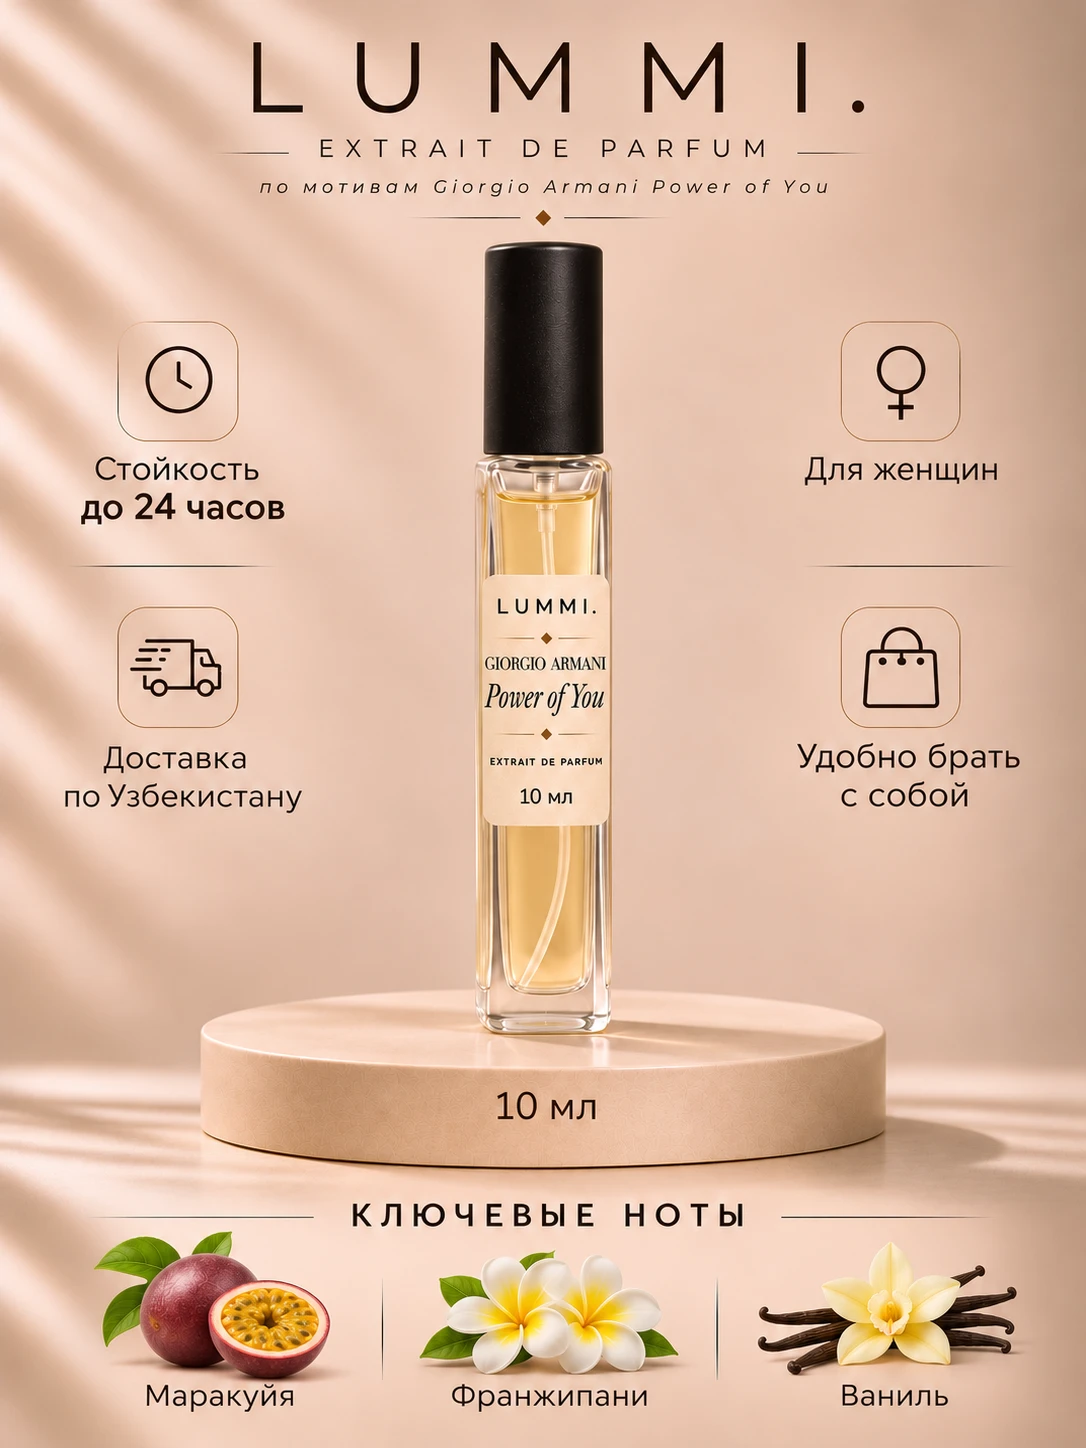 LUMMI.
EXTRAIT DE PARFUM
по мотивам Giorgio Armani Power of You
Стойкость
до 24 часов
Для женщин
Доставка
по Узбекистану
Удобно брать
с собой
LUMMI.
GIORGIO ARMANI
Power of You
EXTRAIT DE PARFUM
10 мл
10 мл
КЛЮЧЕВЫЕ НОТЫ
Маракуйя
Франжипани
Ваниль